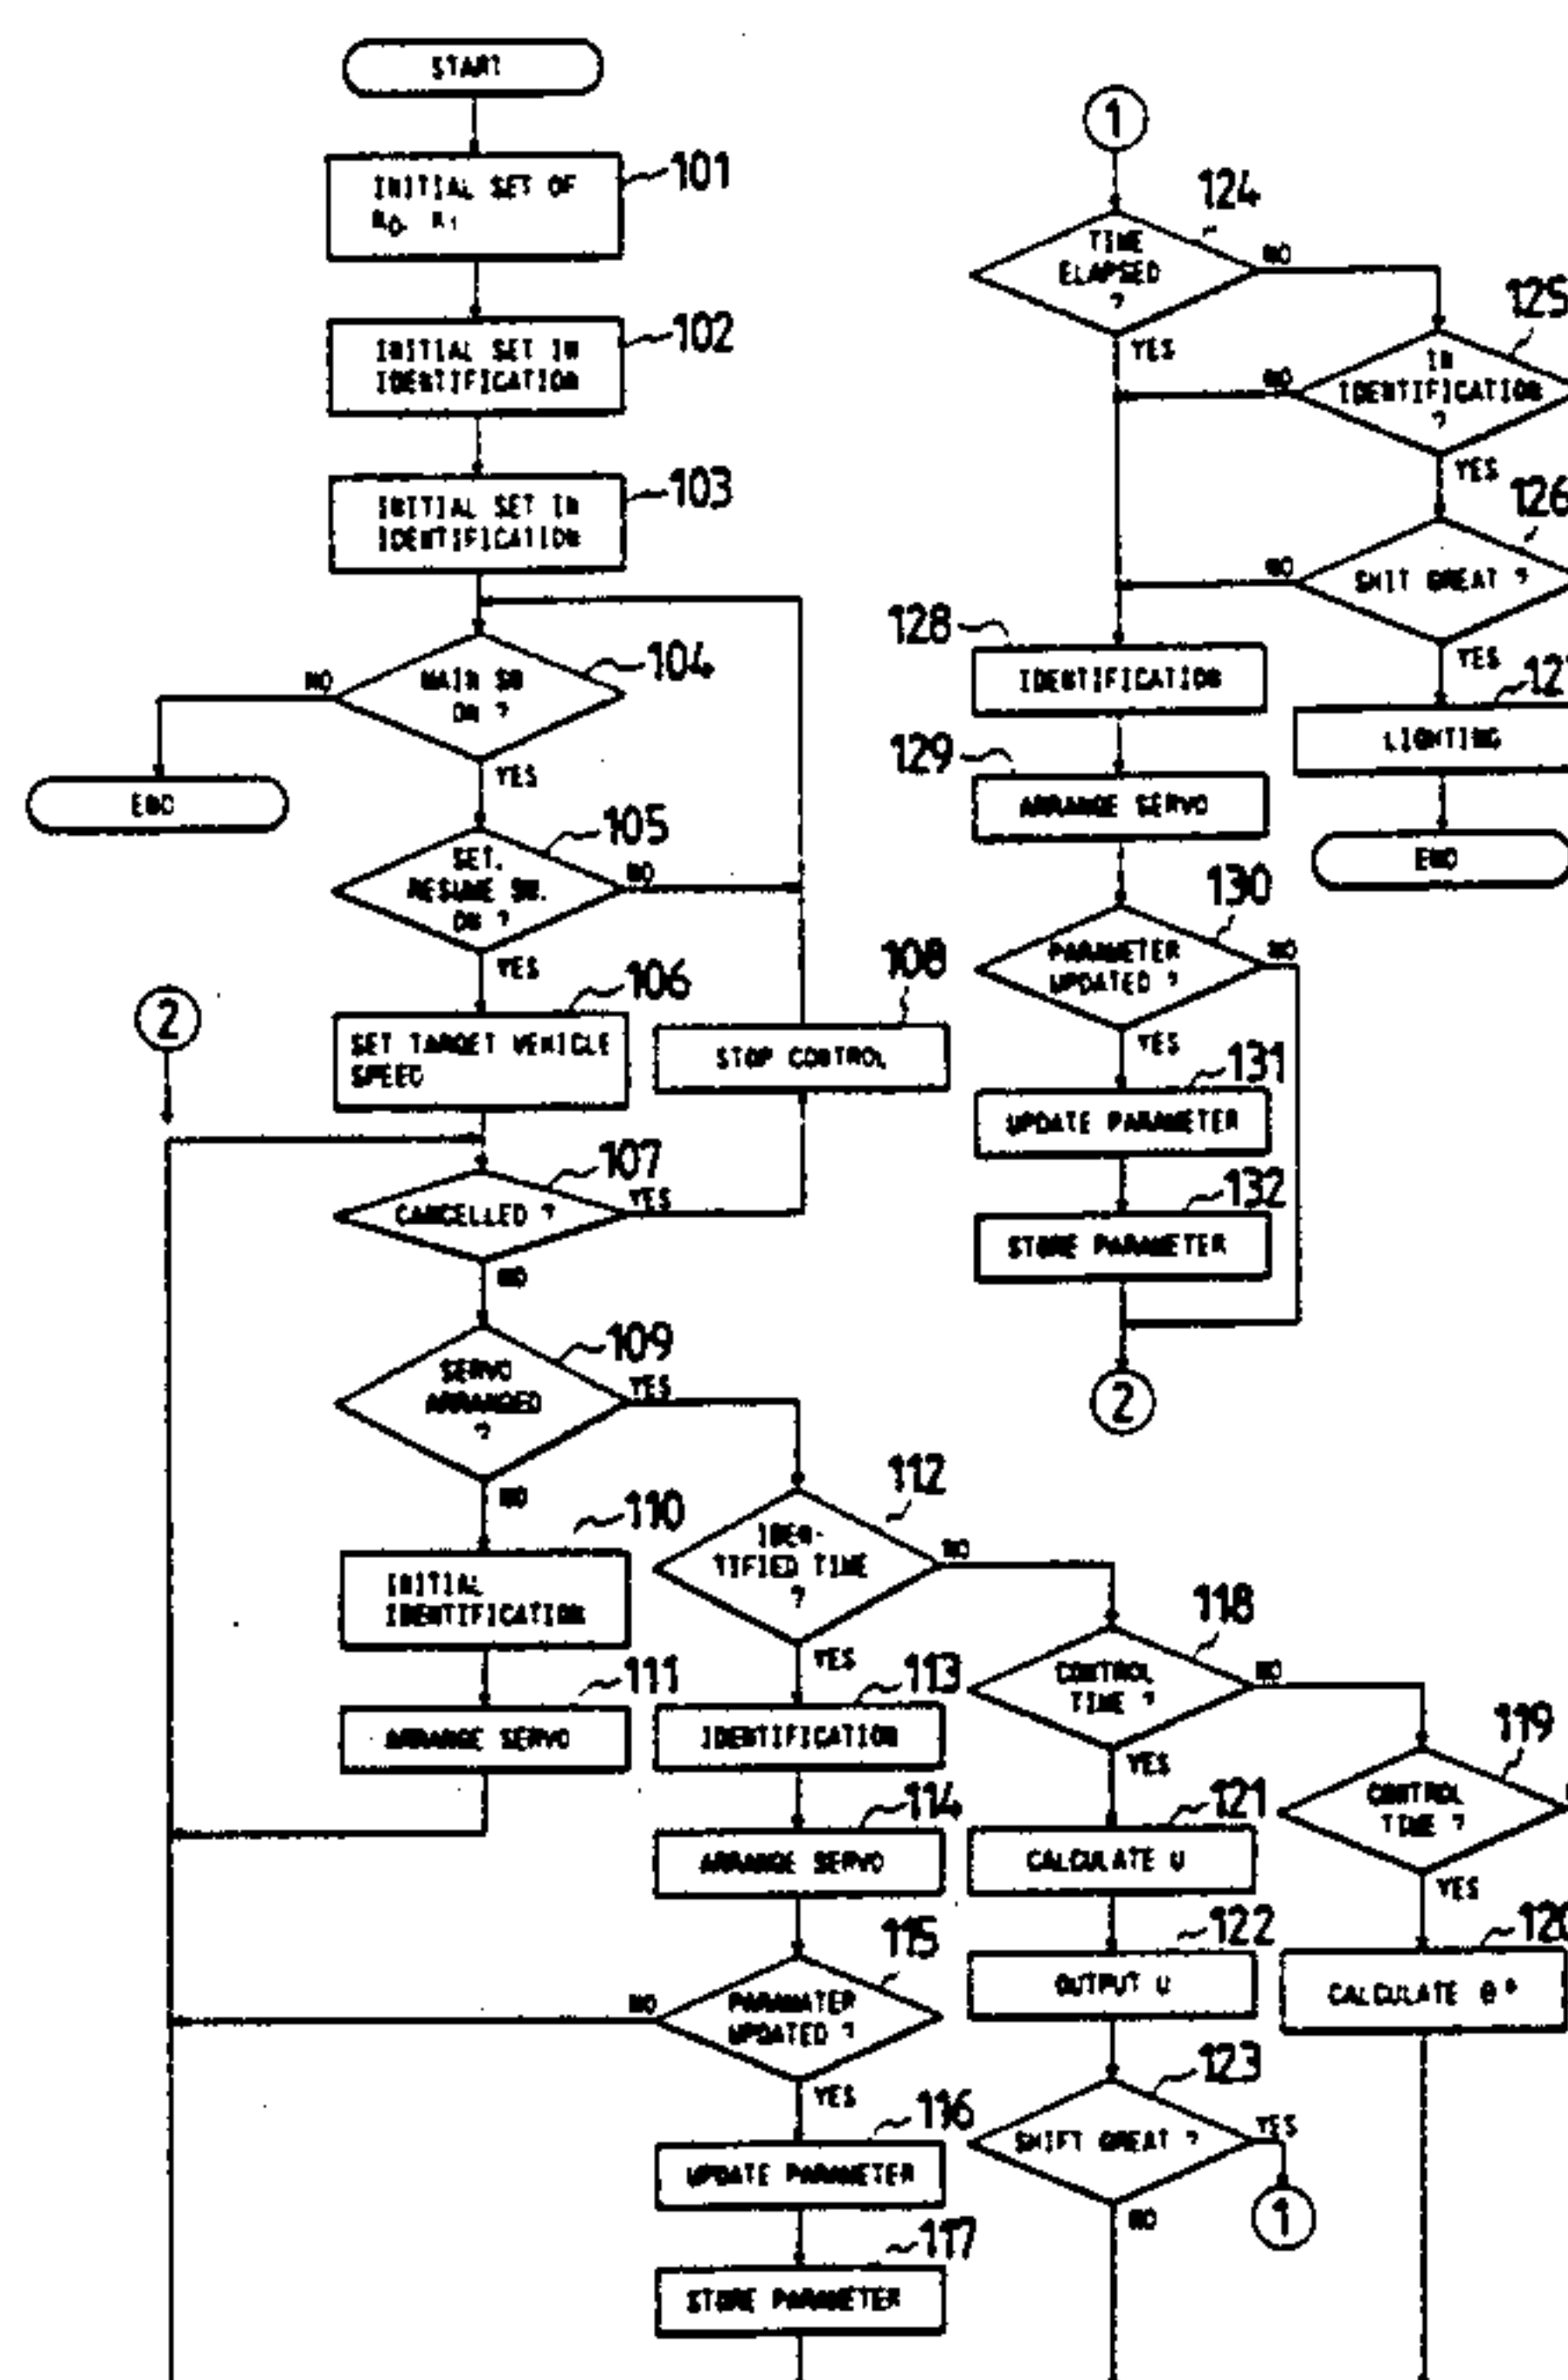 START
INITIAL SET OF
101
INITIAL SET IN
IDENTIFICATION
102
INITIAL SET IN
IDENTIFICATION
103
MAIN SW
ON ?
104
NO
YES
END
SET.
RESUME SW.
ON ?
105
NO
YES
2
SET TARGET VEHICLE
SPEED
106
STOP CONTROL
108
CANCELLED ?
107
YES
NO
SERVO
ARRANGED
?
109
YES
NO
INITIAL
IDENTIFICATION
110
ARRANGE SERVO
111
IDEN-
TIFIED TIME
?
112
NO
YES
IDENTIFICATION
113
ARRANGE SERVO
114
PARAMATER
UPDATED ?
115
NO
YES
UPDATE PARAMETER
116
STORE PARAMETER
117
CONTROL
TIME ?
118
NO
YES
CALCULATE U
121
OUTPUT U
122
SHIFT GREAT ?
123
YES
NO
1
CONTROL
TIME ?
119
YES
CALCULATE θ*
120
1
TIME
ELAPSED
?
124
NO
YES
IN
IDENTIFICATION
?
125
NO
YES
SHIT GREAT ?
126
NO
YES
LIGHTING
END
128
IDENTIFICATION
129
ARRANGE SERVO
PARAMETER
UPDATED ?
130
NO
YES
UPDATE PARAMETER
131
STORE PARAMETER
132
2